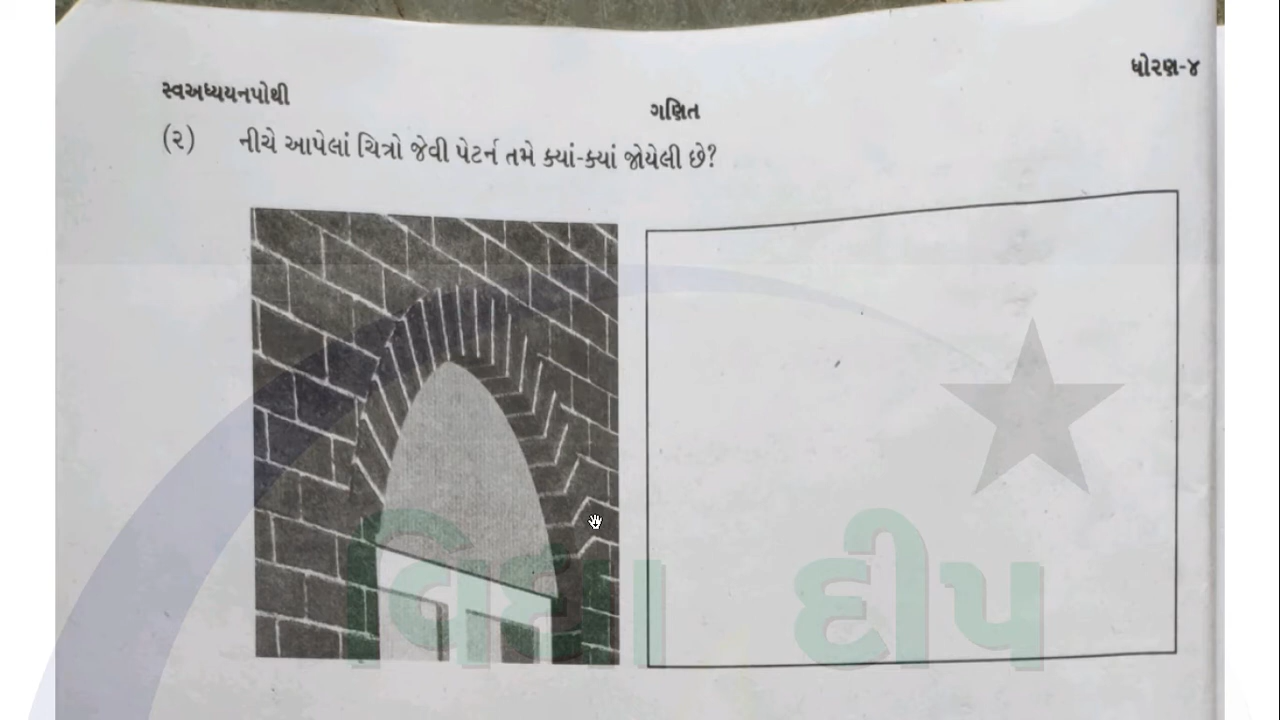 ધોરણ-૪
સ્વઅધ્યયનપોથી
ગણિત
(૨) નીચે આપેલાં ચિત્રો જેવી પેટર્ન તમે ક્યાં-ક્યાં જોયેલી છે?
વિદ્યા દીપ